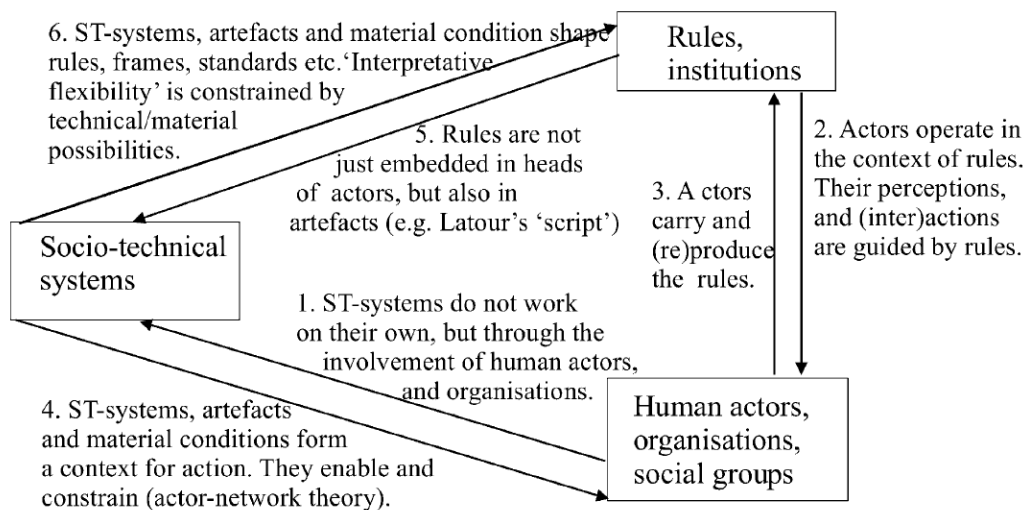 6. ST-systems, artefacts and material condition shape
rules, frames, standards etc.‘Interpretative
flexibility’ is constrained by
technical/material
possibilities.
Rules,
institutions
5. Rules are not
just embedded in heads
of actors, but also in
artefacts (e.g. Latour’s ‘script’)
3. A ctors
carry and
(re)produce
the rules.
2. Actors operate in
the context of rules.
Their perceptions,
and (inter)actions
are guided by rules.
Socio-technical
systems
1. ST-systems do not work
on their own, but through the
involvement of human actors,
and organisations.
4. ST-systems, artefacts
and material conditions form
a context for action. They enable and
constrain (actor-network theory).
Human actors,
organisations,
social groups